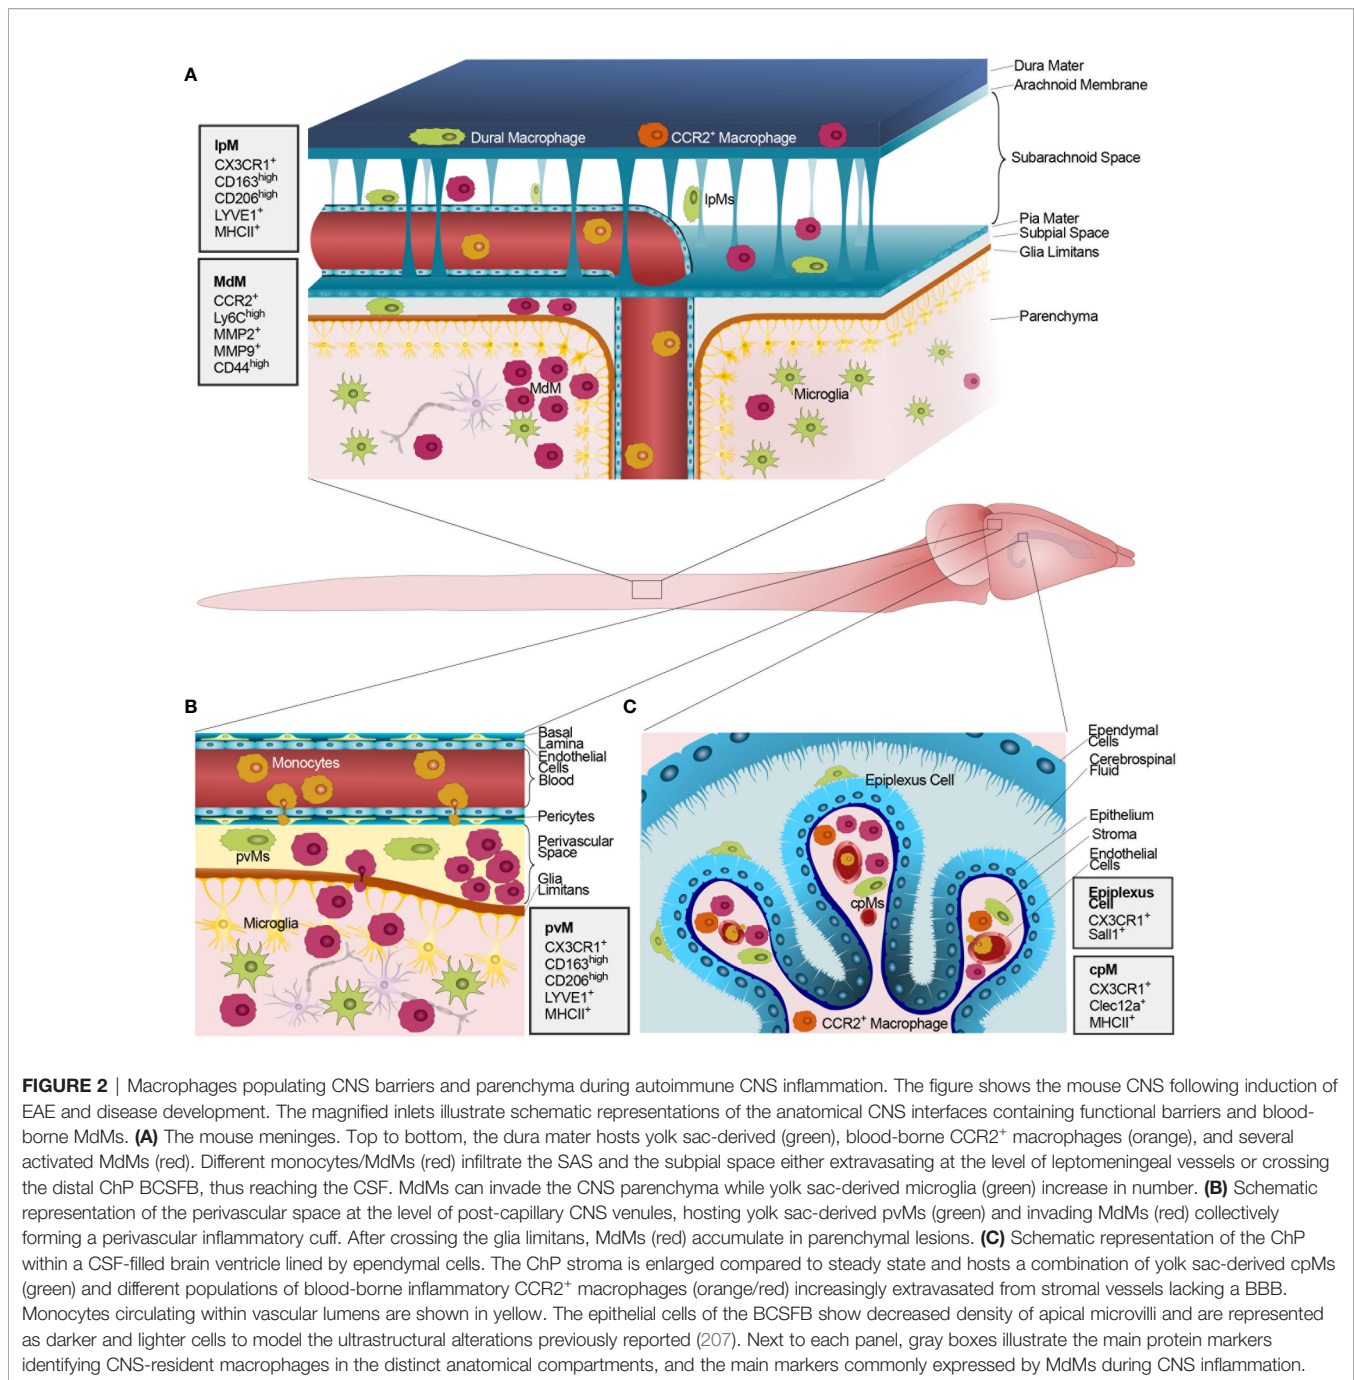 A
Dura Mater
Arachnoid Membrane
Dural Macrophage
CCR2⁺ Macrophage
lpM
CX3CR1⁺
CD163ʰⁱᵍʰ
CD206ʰⁱᵍʰ
LYVE1⁺
MHCII⁺
Subarachnoid Space
lpMs
Pia Mater
Subpial Space
Glia Limitans
MdM
CCR2⁺
Ly6Cʰⁱᵍʰ
MMP2⁺
MMP9⁺
CD44ʰⁱᵍʰ
Parenchyma
MdM
Microglia
B
Basal
Lamina
Endothelial
Cells
Blood
Monocytes
Pericytes
Perivascular
Space
pvMs
Glia
Limitans
Microglia
pvM
CX3CR1⁺
CD163ʰⁱᵍʰ
CD206ʰⁱᵍʰ
LYVE1⁺
MHCII⁺
C
Ependymal
Cells
Cerebrospinal
Fluid
Epiplexus Cell
Epithelium
Stroma
Endothelial
Cells
cpMs
CCR2⁺ Macrophage
Epiplexus
Cell
CX3CR1⁺
Sall1⁺
cpM
CX3CR1⁺
Clec12a⁺
MHCII⁺
FIGURE 2 | Macrophages populating CNS barriers and parenchyma during autoimmune CNS inflammation. The figure shows the mouse CNS following induction of
EAE and disease development. The magnified inlets illustrate schematic representations of the anatomical CNS interfaces containing functional barriers and blood-
borne MdMs. (A) The mouse meninges. Top to bottom, the dura mater hosts yolk sac-derived (green), blood-borne CCR2⁺ macrophages (orange), and several
activated MdMs (red). Different monocytes/MdMs (red) infiltrate the SAS and the subpial space either extravasating at the level of leptomeningeal vessels or crossing
the distal ChP BCSFB, thus reaching the CSF. MdMs can invade the CNS parenchyma while yolk sac-derived microglia (green) increase in number. (B) Schematic
representation of the perivascular space at the level of post-capillary CNS venules, hosting yolk sac-derived pvMs (green) and invading MdMs (red) collectively
forming a perivascular inflammatory cuff. After crossing the glia limitans, MdMs (red) accumulate in parenchymal lesions. (C) Schematic representation of the ChP
within a CSF-filled brain ventricle lined by ependymal cells. The ChP stroma is enlarged compared to steady state and hosts a combination of yolk sac-derived cpMs
(green) and different populations of blood-borne inflammatory CCR2⁺ macrophages (orange/red) increasingly extravasated from stromal vessels lacking a BBB.
Monocytes circulating within vascular lumens are shown in yellow. The epithelial cells of the BCSFB show decreased density of apical microvilli and are represented
as darker and lighter cells to model the ultrastructural alterations previously reported (207). Next to each panel, gray boxes illustrate the main protein markers
identifying CNS-resident macrophages in the distinct anatomical compartments, and the main markers commonly expressed by MdMs during CNS inflammation.